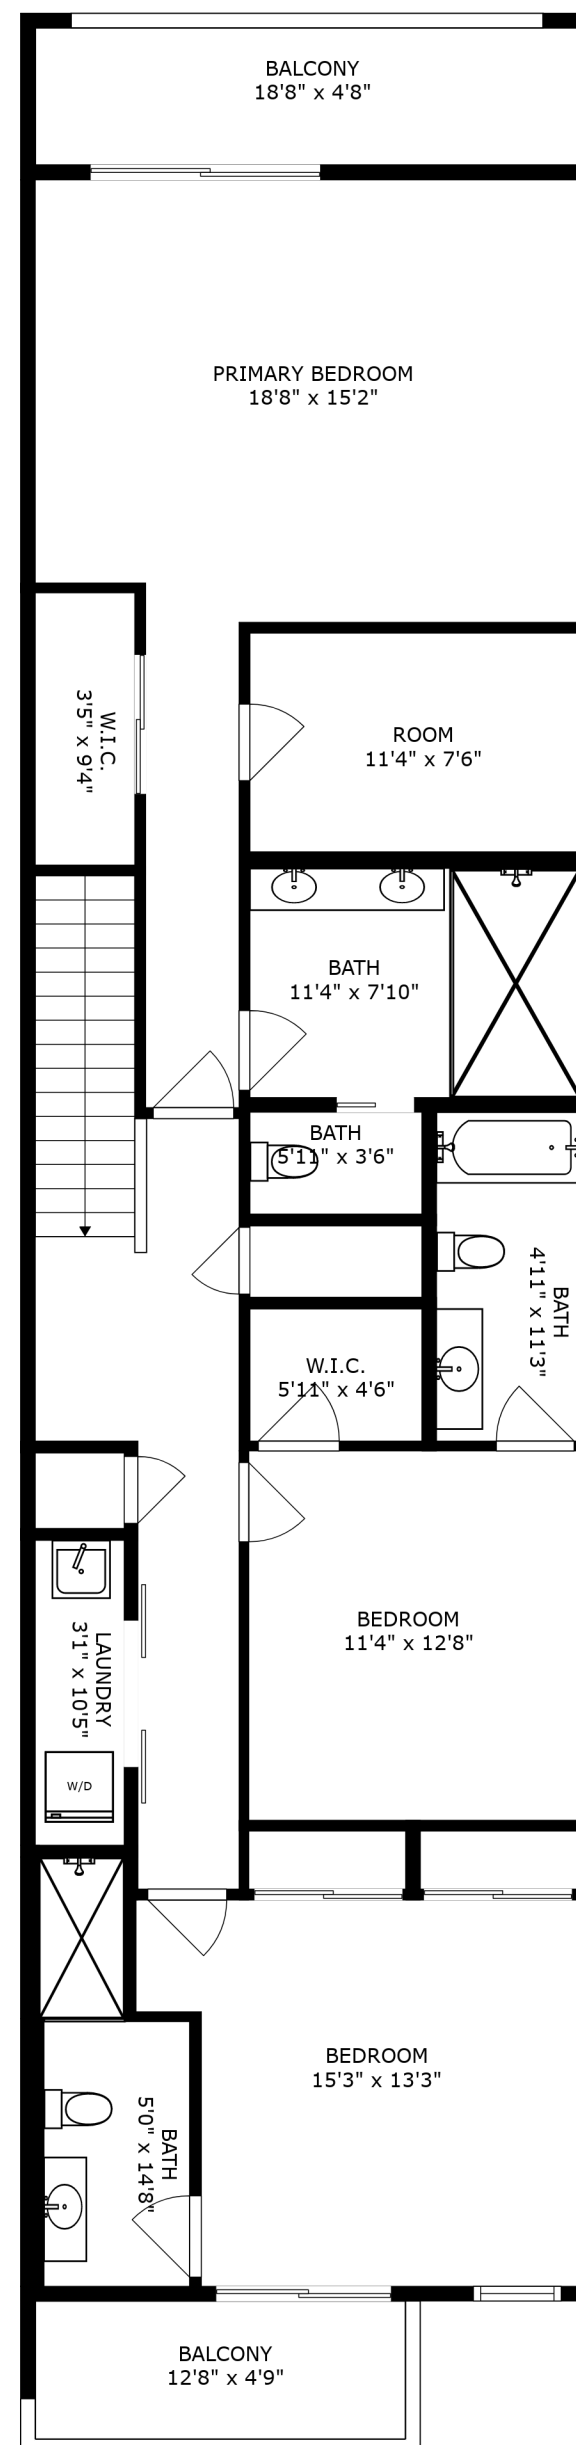 BALCONY
18'8" x 4'8"
PRIMARY BEDROOM
18'8" x 15'2"
W.I.C.
3'5" x 9'4"
ROOM
11'4" x 7'6"
BATH
11'4" x 7'10"
BATH
5'11" x 3'6"
BATH
4'11" x 11'3"
W.I.C.
5'11" x 4'6"
BEDROOM
11'4" x 12'8"
LAUNDRY
3'1" x 10'5"
W/D
BEDROOM
15'3" x 13'3"
BATH
5'0" x 14'8"
BALCONY
12'8" x 4'9"